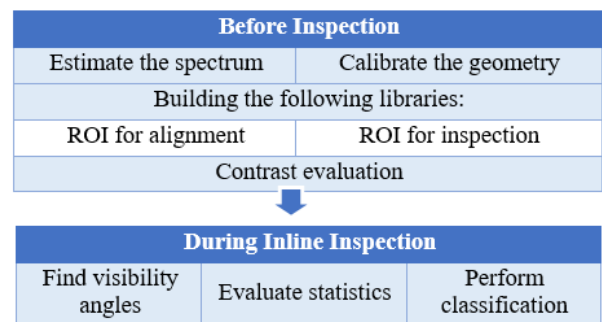 Before Inspection
Estimate the spectrum Calibrate the geometry
Building the following libraries:
ROI for alignment ROI for inspection
Contrast evaluation
During Inline Inspection
Find visibility angles Evaluate statistics Perform classification